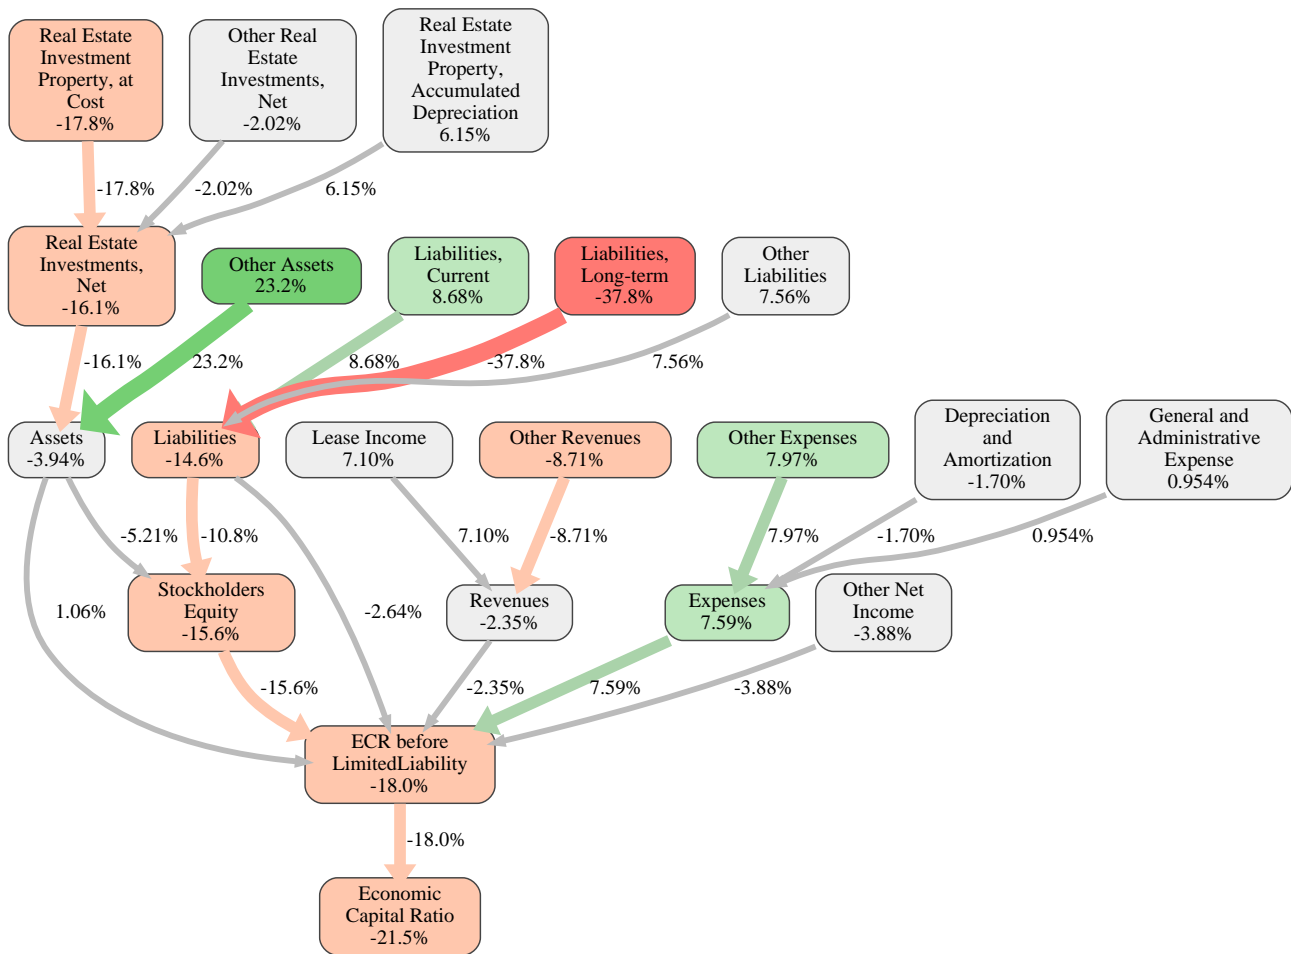 Real Estate
Investment
Property, at
Cost
-17.8%
Other Real
Estate
Investments,
Net
-2.02%
Real Estate
Investment
Property,
Accumulated
Depreciation
6.15%
-17.8%
-2.02%
6.15%
Real Estate
Investments,
Net
-16.1%
Other Assets
23.2%
Liabilities,
Current
8.68%
Liabilities,
Long-term
-37.8%
Other
Liabilities
7.56%
-16.1%
23.2%
8.68%
-37.8%
7.56%
Assets
-3.94%
Liabilities
-14.6%
Lease Income
7.10%
Other Revenues
-8.71%
Other Expenses
7.97%
Depreciation
and
Amortization
-1.70%
General and
Administrative
Expense
0.954%
-5.21%
-10.8%
7.10%
-8.71%
7.97%
-1.70%
0.954%
1.06%
Stockholders
Equity
-15.6%
-2.64%
Revenues
-2.35%
Expenses
7.59%
Other Net
Income
-3.88%
-15.6%
-2.35%
7.59%
-3.88%
ECR before
LimitedLiability
-18.0%
-18.0%
Economic
Capital Ratio
-21.5%